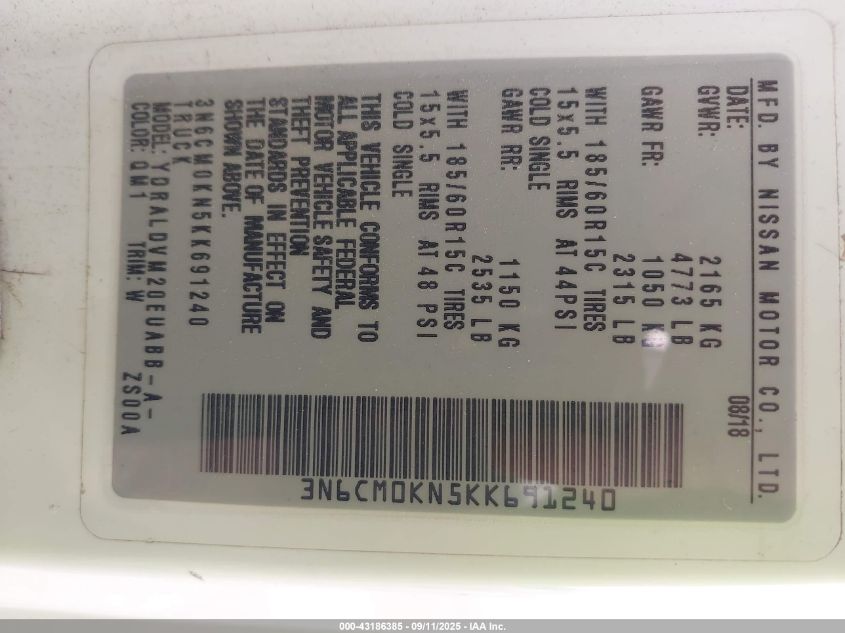 MFD. BY NISSAN MOTOR CO., LTD.
DATE: 08/18
GVWR: 2165 KG
4773 LB
GAWR FR: 1050 KG
2315 LB
WITH 185/60R15C TIRES
15x5.5 RIMS AT 44PSI
COLD SINGLE
GAWR RR: 1150 KG
2535 LB
WITH 185/60R15C TIRES
15x5.5 RIMS AT 48 PSI
COLD SINGLE
THIS VEHICLE CONFORMS TO
ALL APPLICABLE FEDERAL
MOTOR VEHICLE SAFETY AND
THEFT PREVENTION
STANDARDS IN EFFECT ON
THE DATE OF MANUFACTURE
SHOWN ABOVE.
3N6CM0KN5KK691240
TRUCK
MODEL: YDRALDVM20EUABB-A-
COLOR: QM1 TRIM: W ZS00A
3N6CM0KN5KK691240
000-43186385 - 09/11/2025 - IAA Inc.